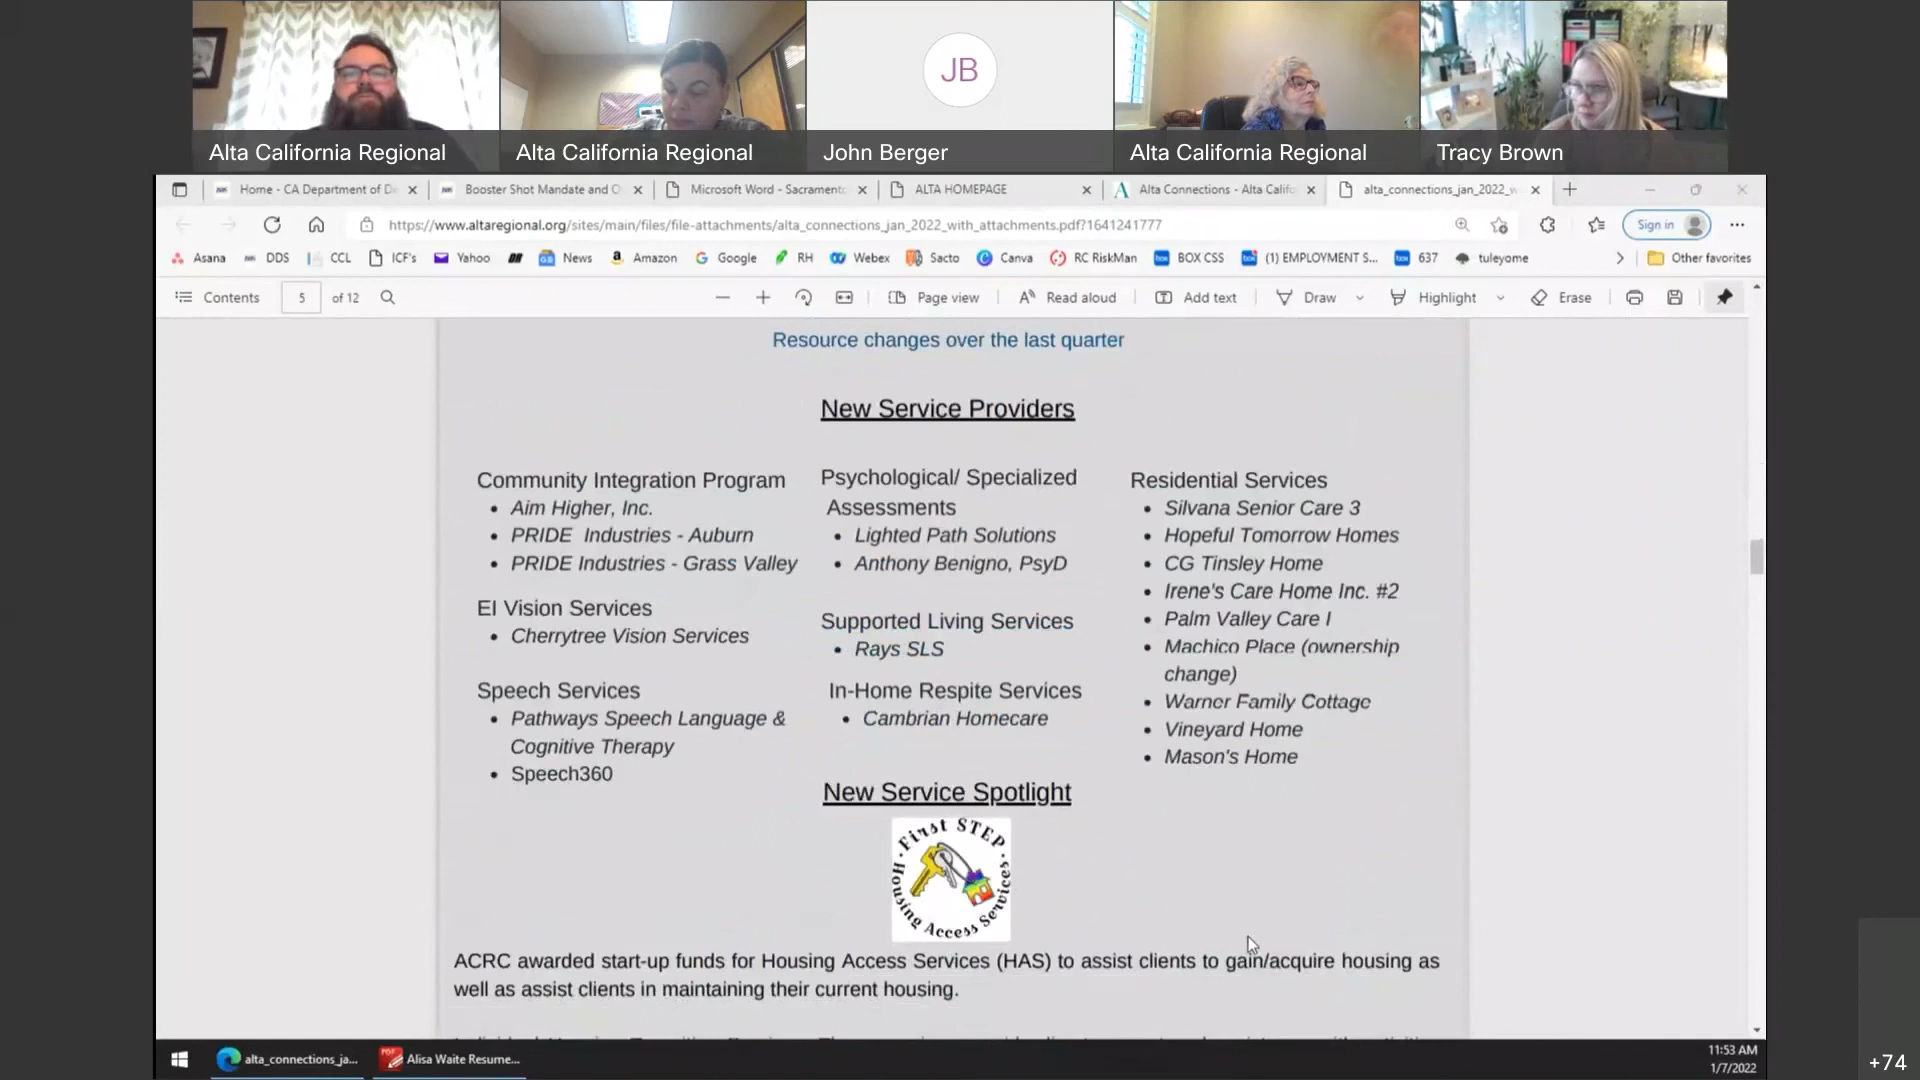 Alta California Regional
Alta California Regional
JB
John Berger
Alta California Regional
Tracy Brown
Home - CA Department of De
Booster Shot Mandate and O
Microsoft Word - Sacramento
ALTA HOMEPAGE
Alta Connections - Alta Califo
alta_connections_jan_2022_w
https://www.altaregional.org/sites/main/files/file-attachments/alta_connections_jan_2022_with_attachments.pdf?1641241777
Sign in
Asana
DDS
CCL
ICF's
Yahoo
News
Amazon
Google
RH
Webex
Sacto
Canva
RC RiskMan
BOX CSS
(1) EMPLOYMENT S...
637
tuleyome
Other favorites
Contents
5
of 12
Page view
Read aloud
Add text
Draw
Highlight
Erase
Resource changes over the last quarter
New Service Providers
Community Integration Program
• Aim Higher, Inc.
• PRIDE Industries - Auburn
• PRIDE Industries - Grass Valley
EI Vision Services
• Cherrytree Vision Services
Speech Services
• Pathways Speech Language &
Cognitive Therapy
• Speech360
Psychological/ Specialized
Assessments
• Lighted Path Solutions
• Anthony Benigno, PsyD
Supported Living Services
• Rays SLS
In-Home Respite Services
• Cambrian Homecare
Residential Services
• Silvana Senior Care 3
• Hopeful Tomorrow Homes
• CG Tinsley Home
• Irene's Care Home Inc. #2
• Palm Valley Care I
• Machico Place (ownership
change)
• Warner Family Cottage
• Vineyard Home
• Mason's Home
New Service Spotlight
First STEP
Housing Access Services
ACRC awarded start-up funds for Housing Access Services (HAS) to assist clients to gain/acquire housing as
well as assist clients in maintaining their current housing.
alta_connections_ja...
Alisa Waite Resume...
11:53 AM
1/7/2022
+74